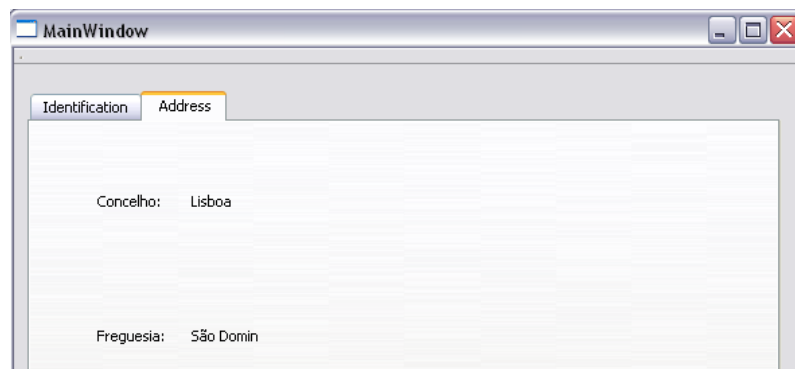 MainWindow
Identification Address
Concelho: Lisboa
Freguesia: São Domin